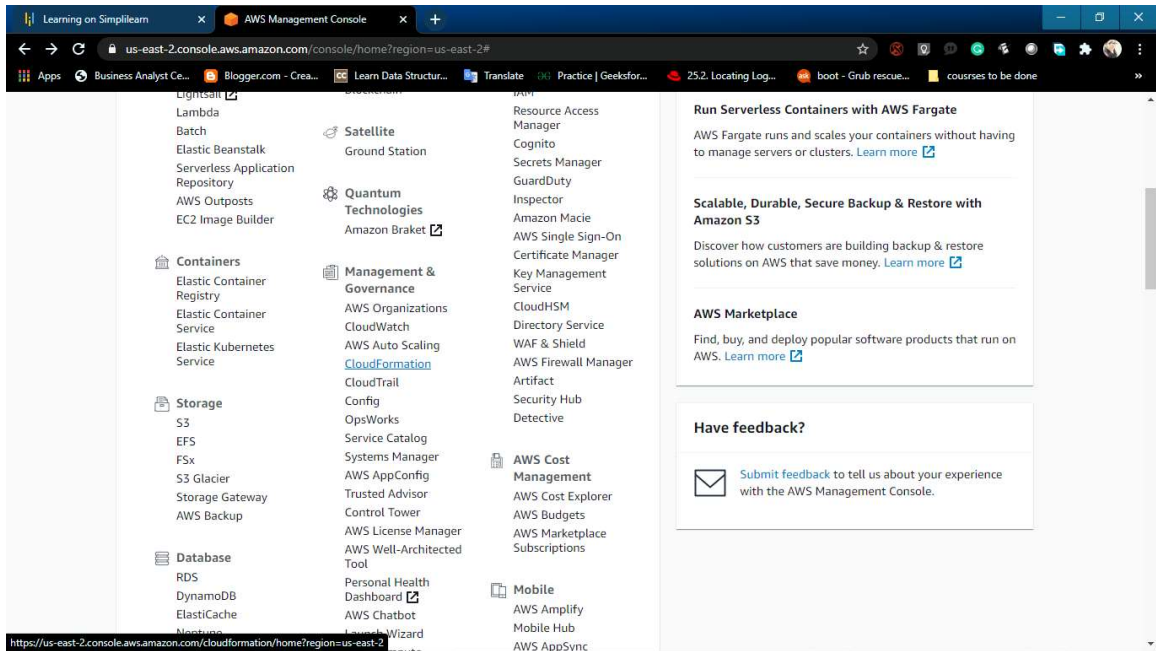 Learning on Simplilearn
AWS Management Console
us-east-2.console.aws.amazon.com/console/home?region=us-east-2#
Apps
Business Analyst Ce...
Blogger.com - Crea...
Learn Data Structur...
Translate
Practice | Geeksfor...
25.2. Locating Log...
boot - Grub rescue...
cousrses to be done
Lightsail
Lambda
Batch
Elastic Beanstalk
Serverless Application
Repository
AWS Outposts
EC2 Image Builder
Containers
Elastic Container
Registry
Elastic Container
Service
Elastic Kubernetes
Service
Storage
S3
EFS
FSx
S3 Glacier
Storage Gateway
AWS Backup
Database
RDS
DynamoDB
ElastiCache
Neptune
Blockchain
Satellite
Ground Station
Quantum
Technologies
Amazon Braket
Management &
Governance
AWS Organizations
CloudWatch
AWS Auto Scaling
CloudFormation
CloudTrail
Config
OpsWorks
Service Catalog
Systems Manager
AWS AppConfig
Trusted Advisor
Control Tower
AWS License Manager
AWS Well-Architected
Tool
Personal Health
Dashboard
AWS Chatbot
Launch Wizard
IAM
Resource Access
Manager
Cognito
Secrets Manager
GuardDuty
Inspector
Amazon Macie
AWS Single Sign-On
Certificate Manager
Key Management
Service
CloudHSM
Directory Service
WAF & Shield
AWS Firewall Manager
Artifact
Security Hub
Detective
AWS Cost
Management
AWS Cost Explorer
AWS Budgets
AWS Marketplace
Subscriptions
Mobile
AWS Amplify
Mobile Hub
AWS AppSync
Run Serverless Containers with AWS Fargate
AWS Fargate runs and scales your containers without having
to manage servers or clusters. Learn more
Scalable, Durable, Secure Backup & Restore with
Amazon S3
Discover how customers are building backup & restore
solutions on AWS that save money. Learn more
AWS Marketplace
Find, buy, and deploy popular software products that run on
AWS. Learn more
Have feedback?
Submit feedback to tell us about your experience
with the AWS Management Console.
https://us-east-2.console.aws.amazon.com/cloudformation/home?region=us-east-2